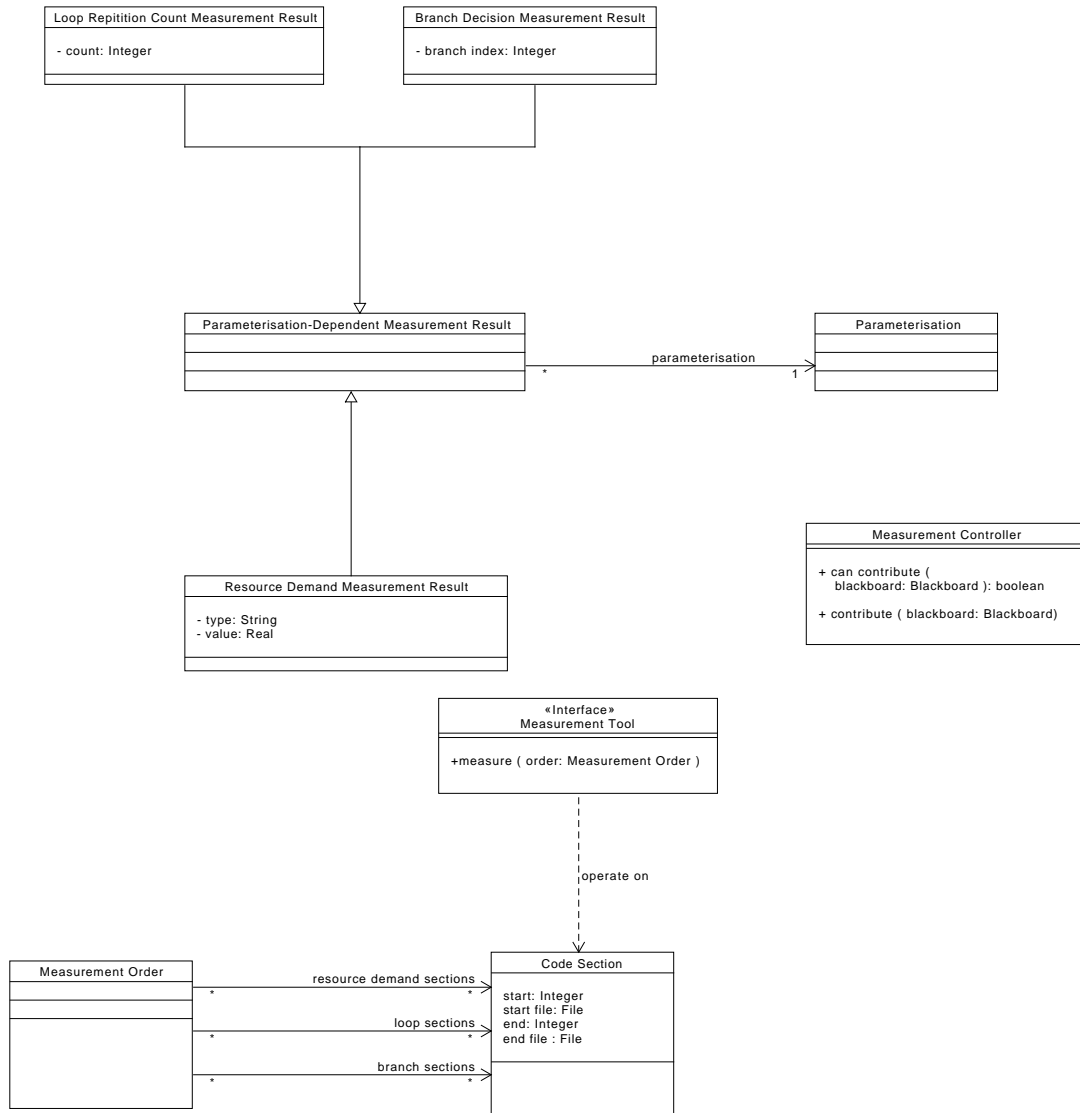 Loop Repitition Count Measurement Result
- count: Integer
Branch Decision Measurement Result
- branch index: Integer
Parameterisation-Dependent Measurement Result
parameterisation
*
1
Parameterisation
Measurement Controller
+ can contribute (
blackboard: Blackboard ): boolean
+ contribute ( blackboard: Blackboard)
Resource Demand Measurement Result
- type: String
- value: Real
«Interface»
Measurement Tool
+measure ( order: Measurement Order )
operate on
Measurement Order
resource demand sections
*
*
loop sections
*
*
branch sections
*
*
Code Section
start: Integer
start file: File
end: Integer
end file : File